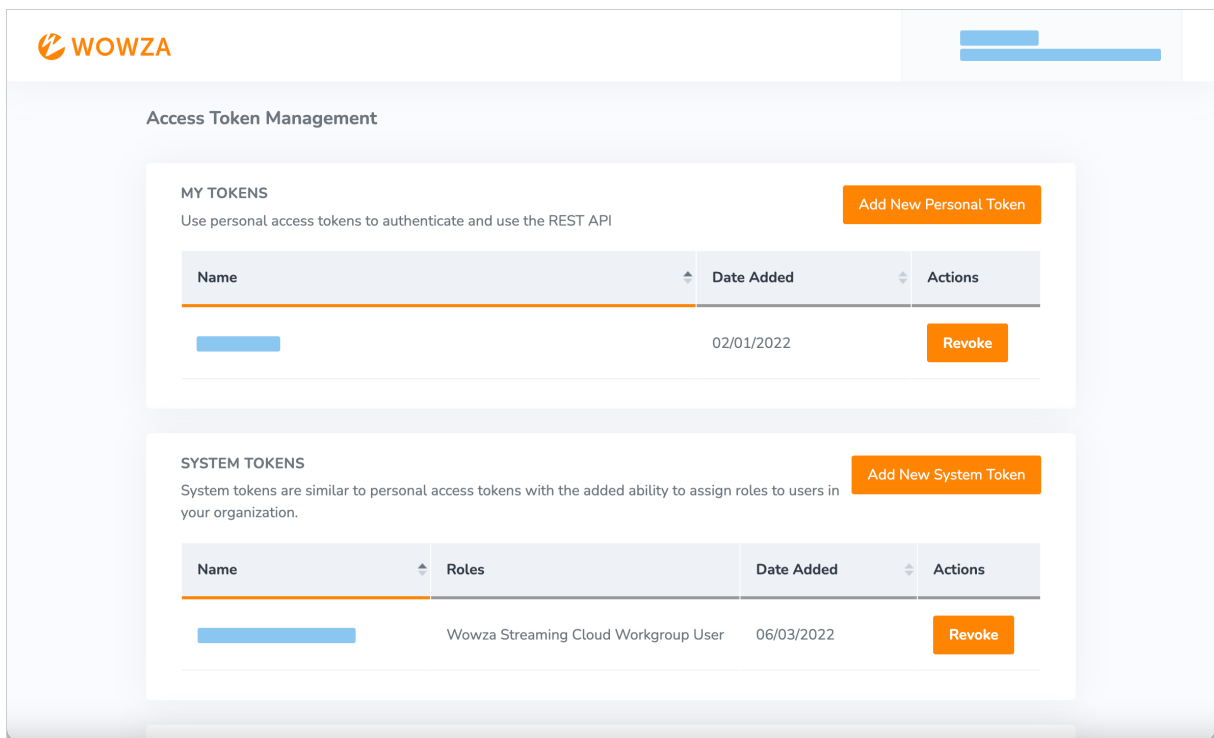 WOWZA
Access Token Management
MY TOKENS
Use personal access tokens to authenticate and use the REST API
Add New Personal Token
Name Date Added Actions
02/01/2022 Revoke
SYSTEM TOKENS
System tokens are similar to personal access tokens with the added ability to assign roles to users in
your organization.
Add New System Token
Name Roles Date Added Actions
Wowza Streaming Cloud Workgroup User 06/03/2022 Revoke